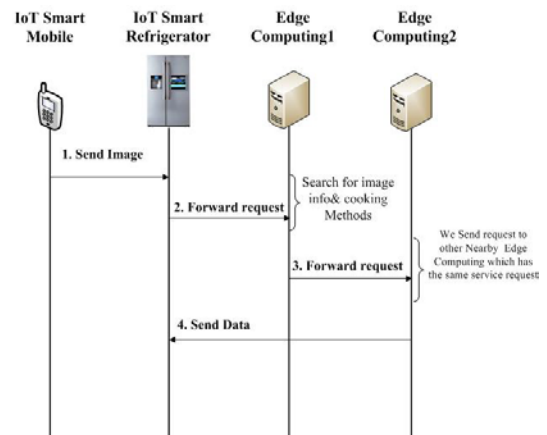 IoT Smart
Mobile
IoT Smart
Refrigerator
Edge
Computing1
Edge
Computing2
1. Send Image
Search for image
info& cooking
Methods
2. Forward request
We Send request to
other Nearby Edge
Computing which has
the same service request
3. Forward request
4. Send Data